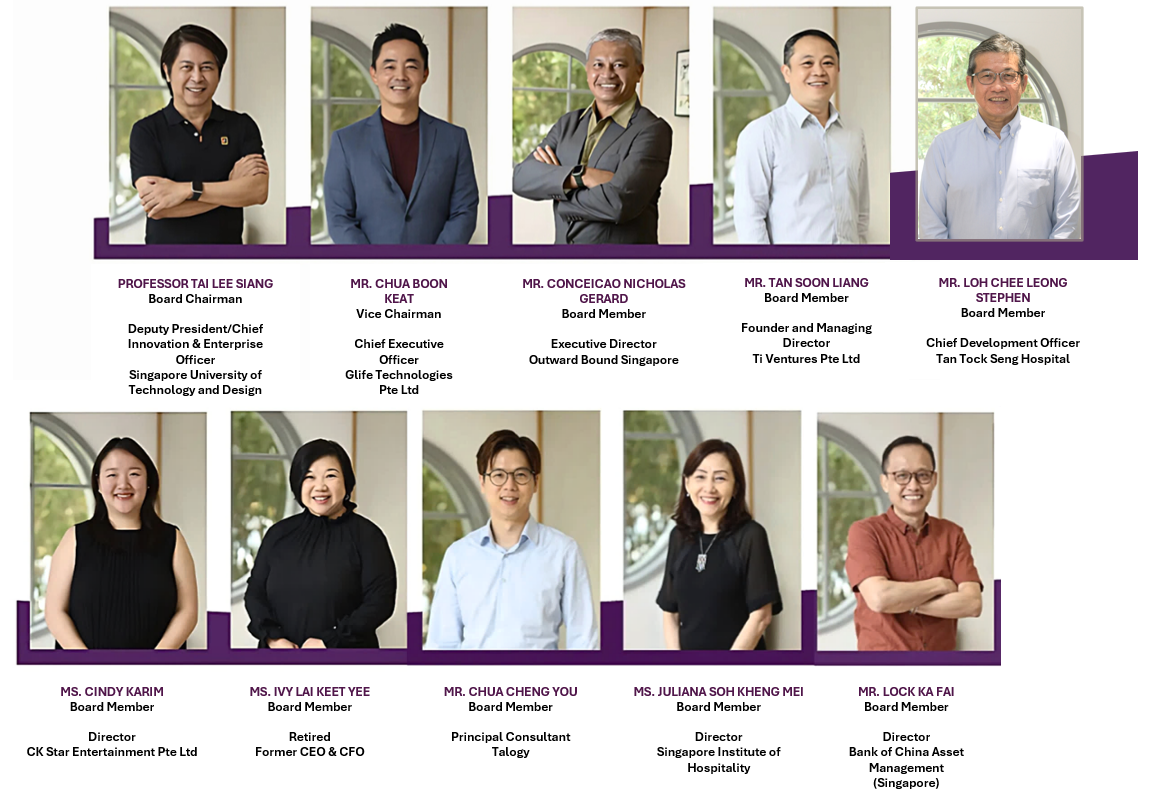 PROFESSOR TAI LEE SIANG
Board Chairman
Deputy President/Chief
Innovation & Enterprise
Officer
Singapore University of
Technology and Design
MR. CHUA BOON
KEAT
Vice Chairman
Chief Executive
Officer
Glife Technologies
Pte Ltd
MR. CONCEICAO NICHOLAS
GERARD
Board Member
Executive Director
Outward Bound Singapore
MR. TAN SOON LIANG
Board Member
Founder and Managing
Director
Ti Ventures Pte Ltd
MR. LOH CHEE LEONG
STEPHEN
Board Member
Chief Development Officer
Tan Tock Seng Hospital
MS. CINDY KARIM
Board Member
Director
CK Star Entertainment Pte Ltd
MS. IVY LAI KEET YEE
Board Member
Retired
Former CEO & CFO
MR. CHUA CHENG YOU
Board Member
Principal Consultant
Talogy
MS. JULIANA SOH KHENG MEI
Board Member
Director
Singapore Institute of
Hospitality
MR. LOCK KA FAI
Board Member
Director
Bank of China Asset
Management
(Singapore)